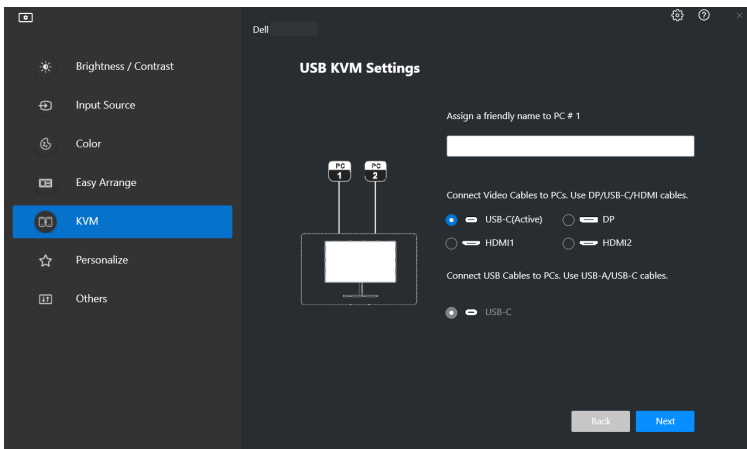 Dell
Brightness / Contrast
Input Source
Color
Easy Arrange
KVM
Personalize
Others
USB KVM Settings
PC 1
PC 2
Assign a friendly name to PC # 1
Connect Video Cables to PCs. Use DP/USB-C/HDMI cables.
USB-C(Active) DP
HDMI1 HDMI2
Connect USB Cables to PCs. Use USB-A/USB-C cables.
USB-C
Back Next